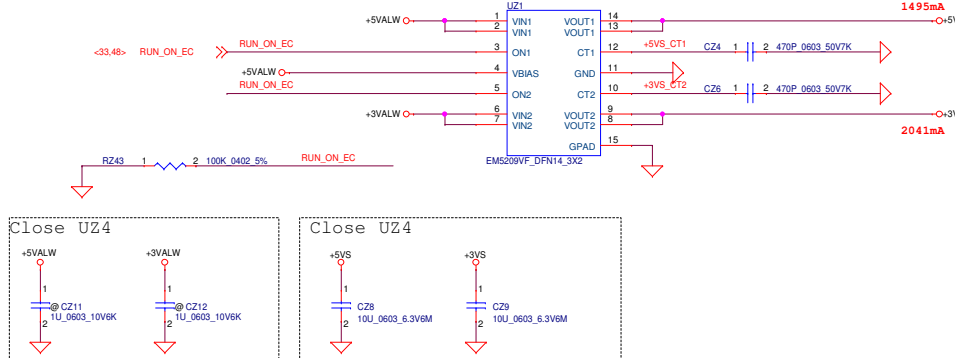 UZ1
1495mA
+5VALW 1 VIN1 VOUT1 14 +5V
2 VIN1 VOUT1 13
<33,48> RUN_ON_EC RUN_ON_EC 3 ON1 CT1 12 +5VS_CT1 CZ4 1 2 470P_0603_50V7K
+5VALW 4 VBIAS GND 11
RUN_ON_EC 5 ON2 CT2 10 +3VS_CT2 CZ6 1 2 470P_0603_50V7K
+3VALW 6 VIN2 VOUT2 9 +3V
7 VIN2 VOUT2 8
2041mA
GPAD 15
EM5209VF_DFN14_3X2
RZ43 1 2 100K_0402_5% RUN_ON_EC
Close UZ4 Close UZ4
+5VALW +3VALW +5VS +3VS
1 1 1 1
@ CZ11 @ CZ12 CZ8 CZ9
1U_0603_10V6K 1U_0603_10V6K 10U_0603_6.3V6M 10U_0603_6.3V6M
2 2 2 2